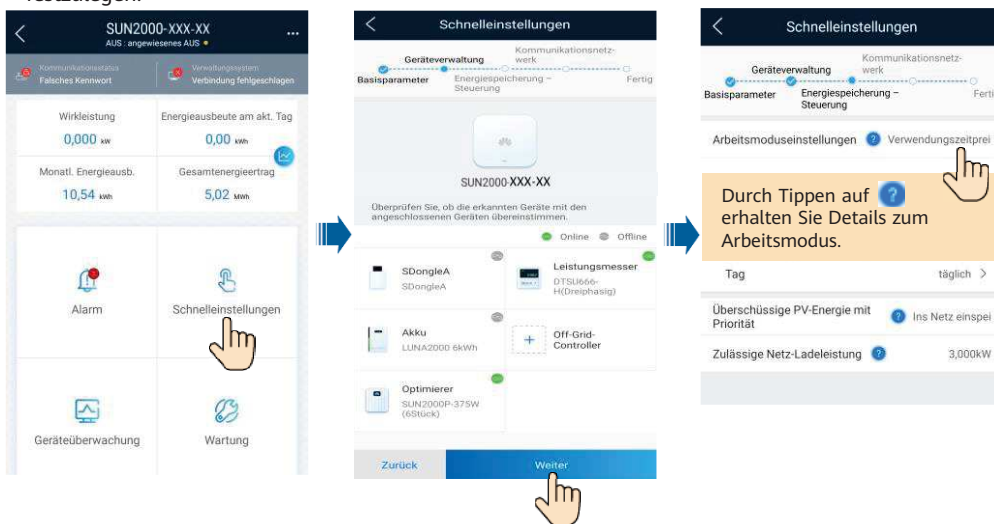 SUN2000-XXX-XX
AUS : angewiesenes AUS
Kommunikationsstatus
Falsches Kennwort
Verwaltungssystem
Verbindung fehlgeschlagen
Wirkleistung
0,000 kW
Energieausbeute am akt. Tag
0,00 kWh
Monatl. Energieausb.
10,54 kWh
Gesamtenergieertrag
5,02 MWh
Alarm
Schnelleinstellungen
Geräteüberwachung
Wartung
Schnelleinstellungen
Kommunikationsnetz-
Geräteverwaltung werk
Basisparameter Energiespeicherung – Fertig
Steuerung
SUN2000-XXX-XX
Überprüfen Sie, ob die erkannten Geräte mit den
angeschlossenen Geräten übereinstimmen.
Online Offline
SDongleA
SDongleA
Leistungsmesser
DTSU666-
H(Dreiphasig)
Akku
LUNA2000 6kWh
Off-Grid-
Controller
Optimierer
SUN2000P-375W
(6Stück)
Zurück Weiter
Schnelleinstellungen
Kommunikationsnetz-
Geräteverwaltung werk
Basisparameter Energiespeicherung – Ferti
Steuerung
Arbeitsmoduseinstellungen ? Verwendungszeitprei
Durch Tippen auf ?
erhalten Sie Details zum
Arbeitsmodus.
Tag täglich >
Überschüssige PV-Energie mit
Priorität ? Ins Netz einspei
Zulässige Netz-Ladeleistung ? 3,000kW